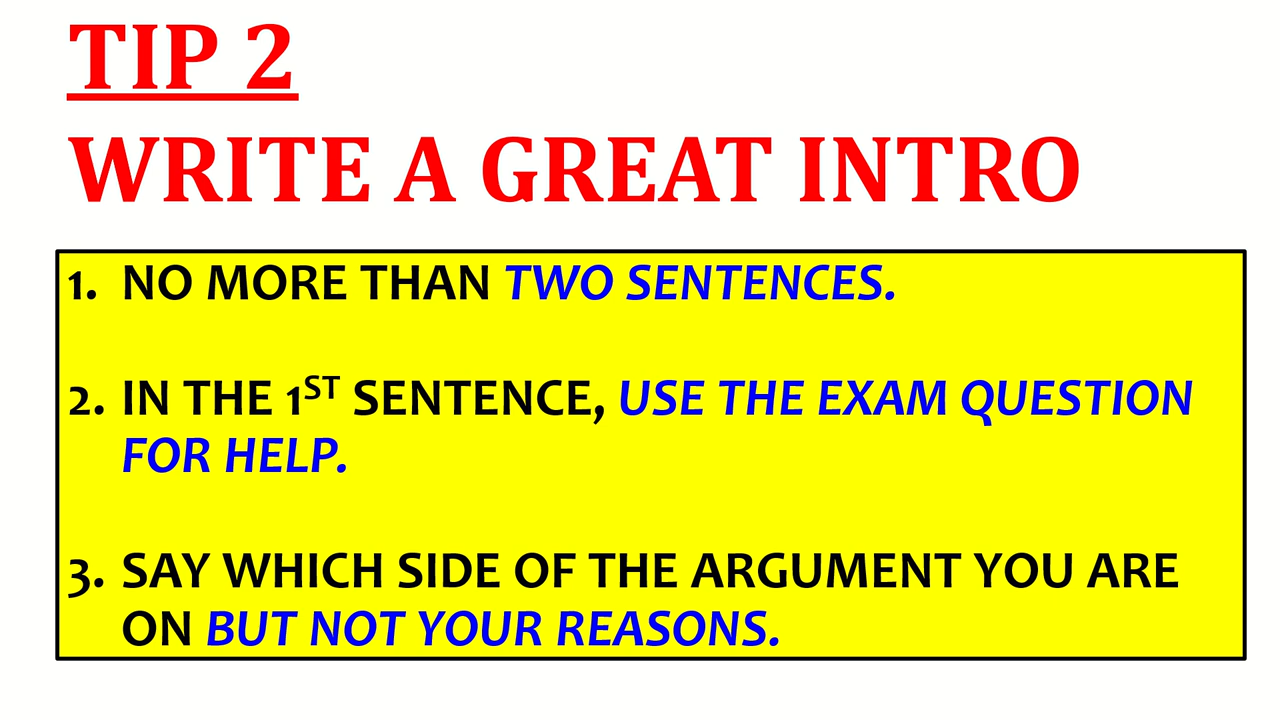 TIP 2
WRITE A GREAT INTRO
1. NO MORE THAN TWO SENTENCES.
2. IN THE 1ST SENTENCE, USE THE EXAM QUESTION
FOR HELP.
3. SAY WHICH SIDE OF THE ARGUMENT YOU ARE
ON BUT NOT YOUR REASONS.